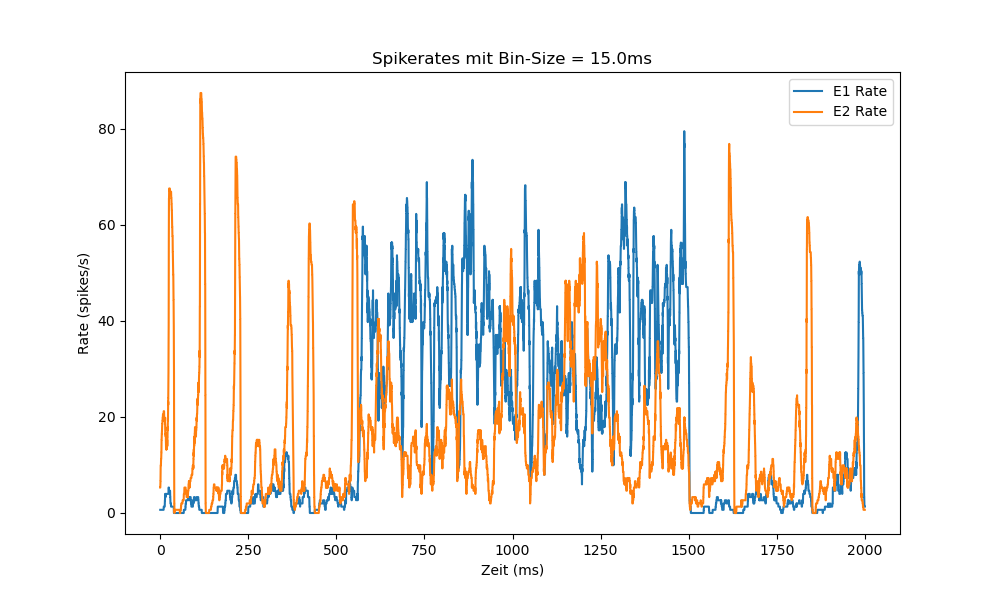 Spikerates mit Bin-Size = 15.0ms
E1 Rate
E2 Rate
Rate (spikes/s)
80
60
40
20
0
0 250 500 750 1000 1250 1500 1750 2000
Zeit (ms)